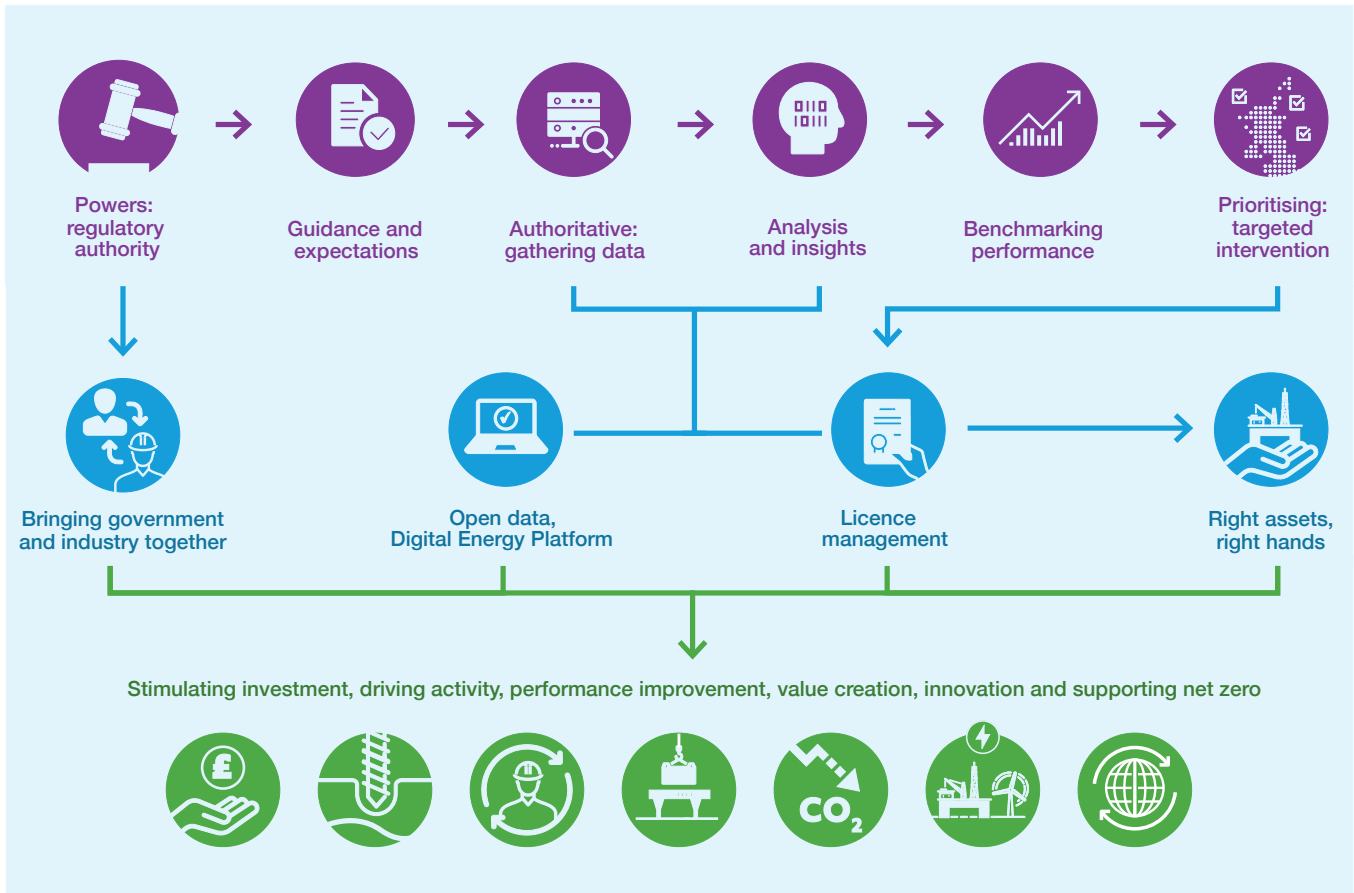 0110
10111
Powers:
regulatory
authority
Guidance and
expectations
Authoritative:
gathering data
Analysis
and insights
Benchmarking
performance
Prioritising:
targeted
intervention
Bringing government
and industry together
Open data,
Digital Energy Platform
Licence
management
Right assets,
right hands
Stimulating investment, driving activity, performance improvement, value creation, innovation and supporting net zero
£
CO2